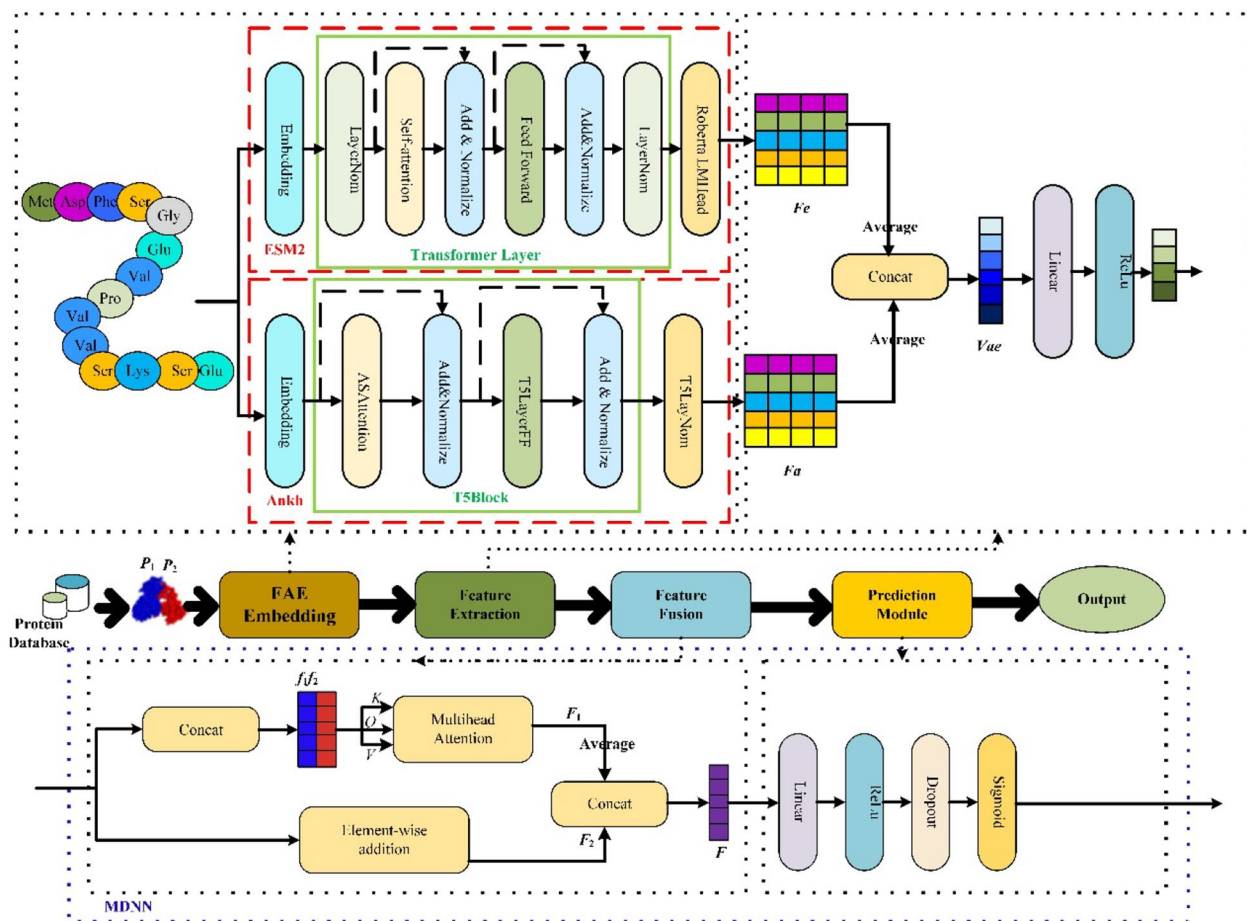 Met Asp Phe Ser
Gly
Glu
Val
Pro
Val
Val
Ser Lys Ser Glu
Embedding
LayerNom
Self-attention
Add & Normalize
Feed Forward
Add&Normalize
LayerNom
Roberta LMHead
ESM2
Transformer Layer
Embedding
ASAttention
Add&Normalize
T5LayerFF
Add & Normalize
T5LayNom
Ankh
T5Block
Fe
Average
Concat
Average
Fa
Vae
Linear
ReLu
Protein
Database
P1 P2
FAE
Embedding
Feature
Extraction
Feature
Fusion
Prediction
Module
Output
Concat
f1f2
K
Q
V
Multihead
Attention
F1
Average
Concat
Element-wise
addition
F2
F
Linear
ReLu
Dropout
Sigmoid
MDNN